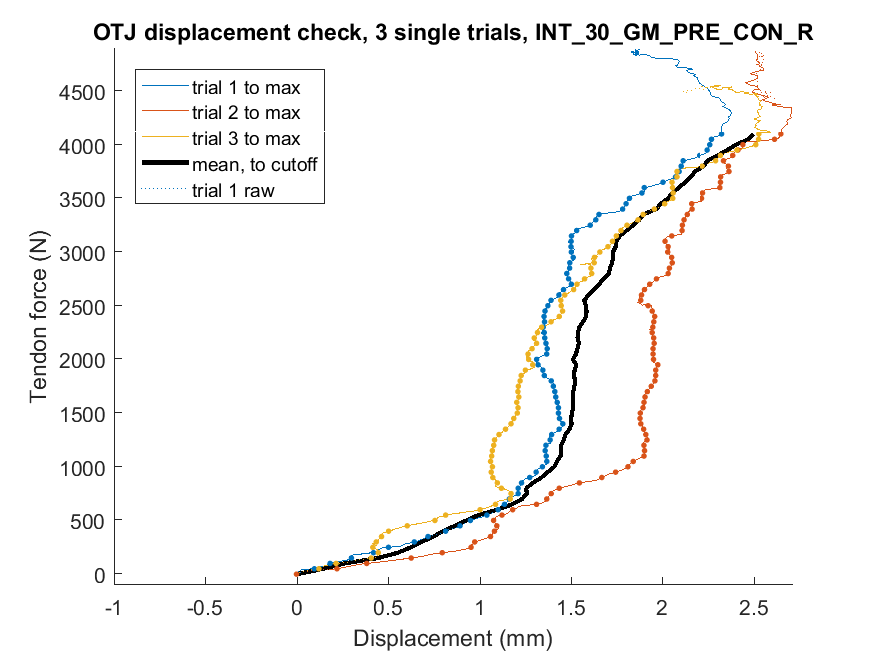 OTJ displacement check, 3 single trials, INT_30_GM_PRE_CON_R
trial 1 to max
trial 2 to max
trial 3 to max
mean, to cutoff
trial 1 raw
4500
4000
3500
3000
2500
2000
1500
1000
500
0
Tendon force (N)
-1 -0.5 0 0.5 1 1.5 2 2.5
Displacement (mm)